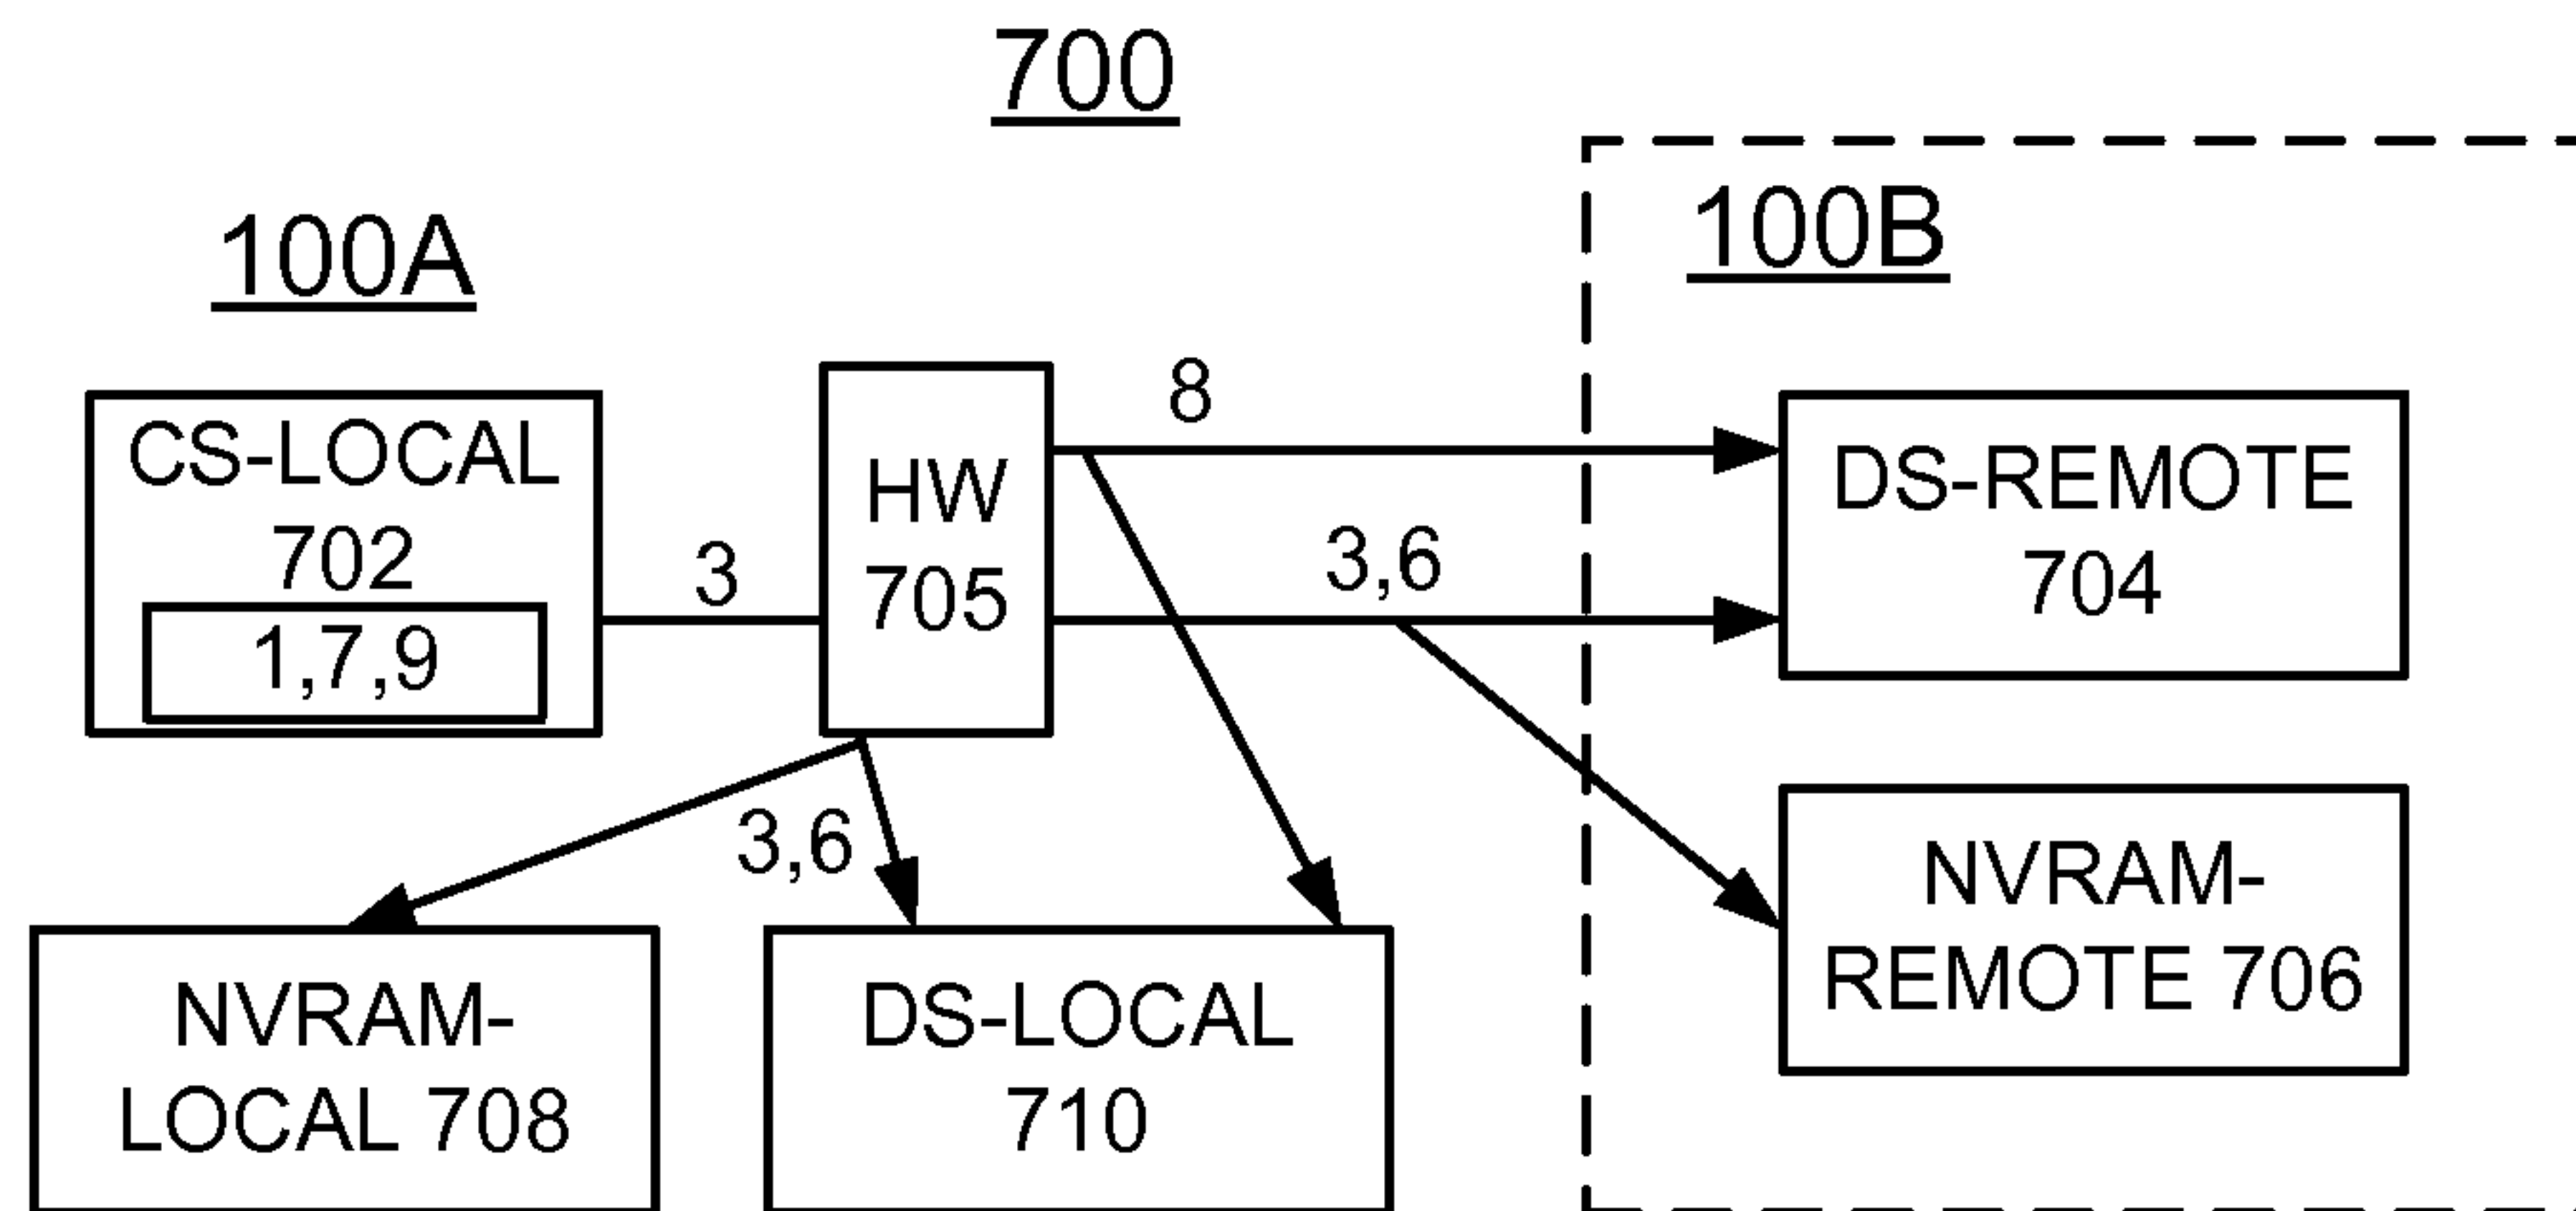 700
100A
100B
CS-LOCAL
702
1,7,9
3
HW
705
8
3,6
DS-REMOTE
704
3,6
NVRAM-
REMOTE 706
NVRAM-
LOCAL 708
DS-LOCAL
710